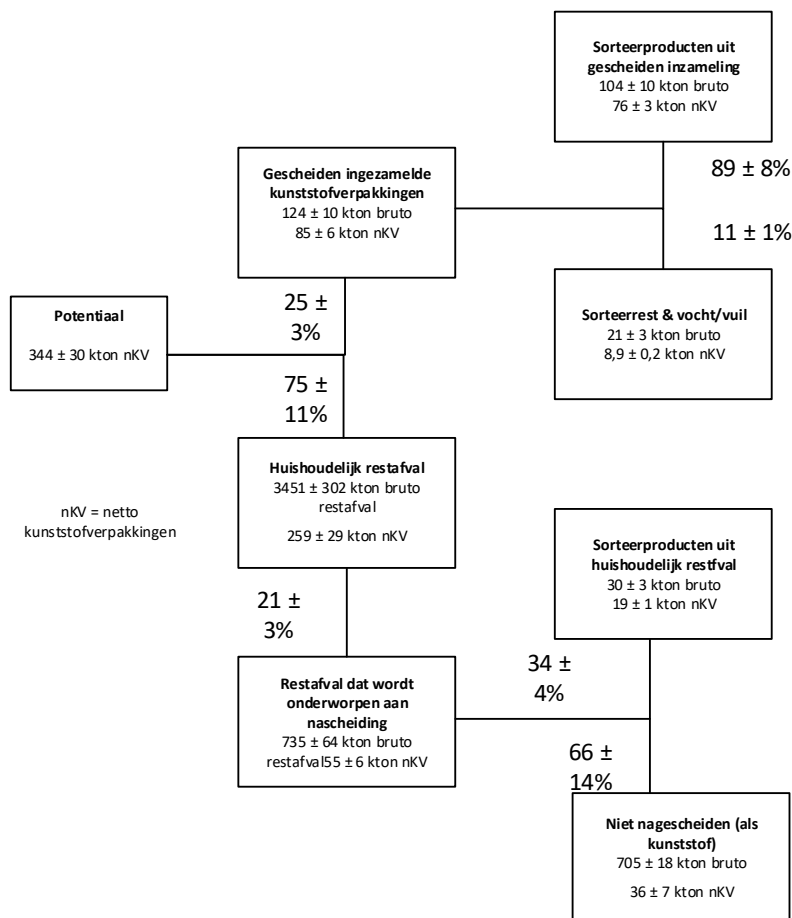 Sorteerproducten uit
gescheiden inzameling
104 ± 10 kton bruto
76 ± 3 kton nKV
89 ± 8%
Gescheiden ingezamelde
kunststofverpakkingen
124 ± 10 kton bruto
85 ± 6 kton nKV
11 ± 1%
Sorteerrest & vocht/vuil
21 ± 3 kton bruto
8,9 ± 0,2 kton nKV
25 ±
3%
Potentiaal
344 ± 30 kton nKV
75 ±
11%
Huishoudelijk restafval
3451 ± 302 kton bruto
restafval
259 ± 29 kton nKV
nKV = netto
kunststofverpakkingen
Sorteerproducten uit
huishoudelijk restfval
30 ± 3 kton bruto
19 ± 1 kton nKV
21 ±
3%
34 ±
4%
Restafval dat wordt
onderworpen aan
nascheiding
735 ± 64 kton bruto
restafval55 ± 6 kton nKV
66 ±
14%
Niet nagescheiden (als
kunststof)
705 ± 18 kton bruto
36 ± 7 kton nKV